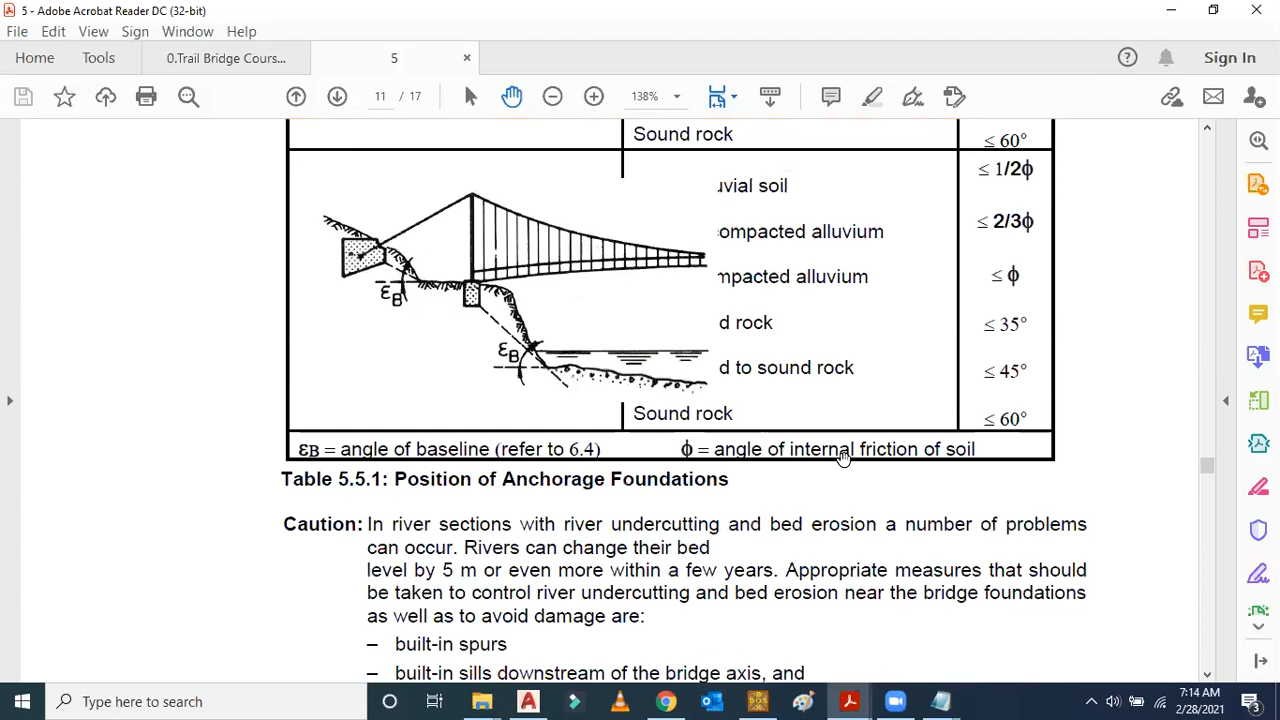 5 - Adobe Acrobat Reader DC (32-bit)
File Edit View Sign Window Help
Home Tools 0.Trail Bridge Cours... 5 × Sign In
11 / 17 138%
Sound rock ≤ 60°
≤ 1/2ϕ
uvial soil
≤ 2/3ϕ
compacted alluvium
mpacted alluvium ≤ ϕ
εB
d rock ≤ 35°
εB
d to sound rock ≤ 45°
Sound rock ≤ 60°
εB = angle of baseline (refer to 6.4) ϕ = angle of internal friction of soil
Table 5.5.1: Position of Anchorage Foundations
Caution: In river sections with river undercutting and bed erosion a number of problems
can occur. Rivers can change their bed
level by 5 m or even more within a few years. Appropriate measures that should
be taken to control river undercutting and bed erosion near the bridge foundations
as well as to avoid damage are:
– built-in spurs
– built-in sills downstream of the bridge axis, and
Type here to search
7:14 AM
2/28/2021
3